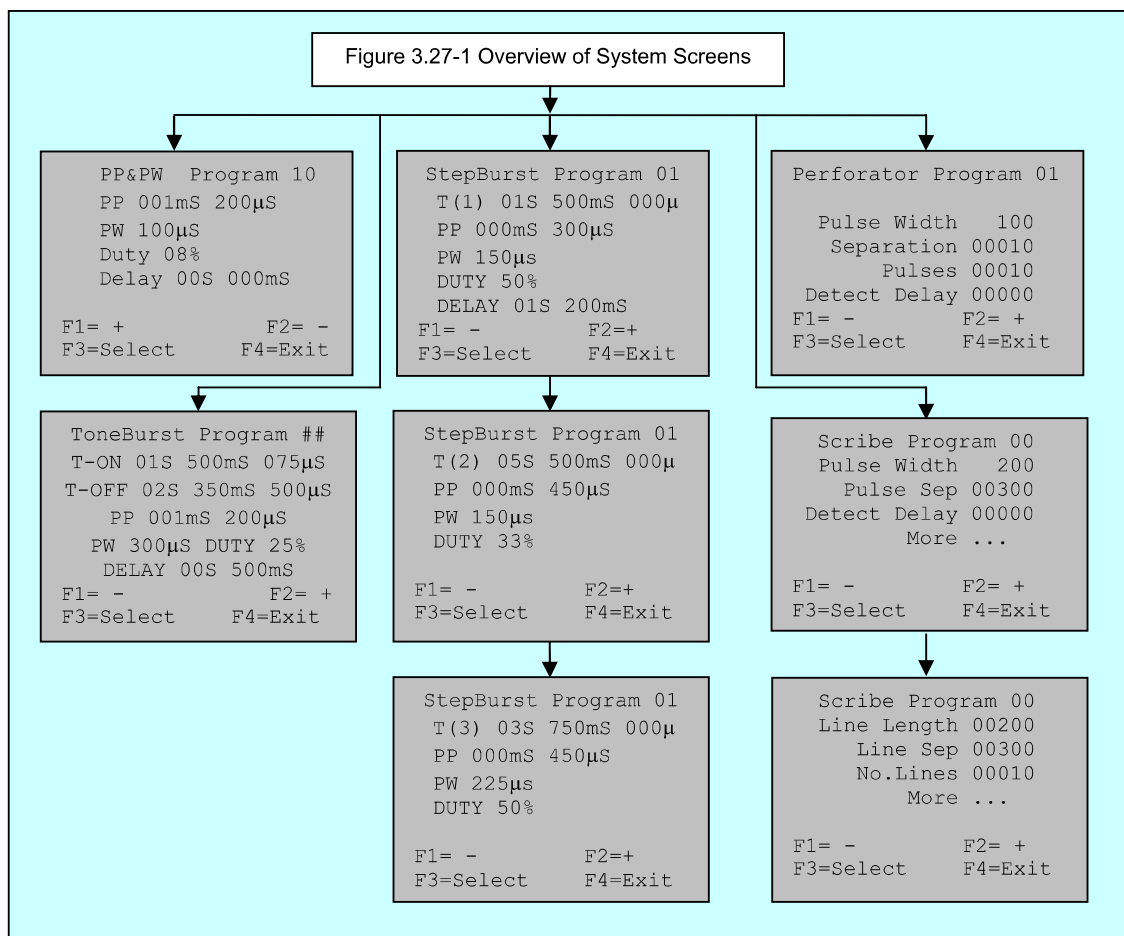 Figure 3.27-1 Overview of System Screens
PP&PW Program 10
PP 001mS 200µS
PW 100µS
Duty 08%
Delay 00S 000mS
F1= + F2= -
F3=Select F4=Exit
StepBurst Program 01
T(1) 01S 500mS 000µ
PP 000mS 300µS
PW 150µs
DUTY 50%
DELAY 01S 200mS
F1= - F2=+
F3=Select F4=Exit
Perforator Program 01
Pulse Width 100
Separation 00010
Pulses 00010
Detect Delay 00000
F1= - F2= +
F3=Select F4=Exit
ToneBurst Program ##
T-ON 01S 500mS 075µS
T-OFF 02S 350mS 500µS
PP 001mS 200µS
PW 300µS DUTY 25%
DELAY 00S 500mS
F1= - F2= +
F3=Select F4=Exit
StepBurst Program 01
T(2) 05S 500mS 000µ
PP 000mS 450µS
PW 150µs
DUTY 33%
F1= - F2=+
F3=Select F4=Exit
Scribe Program 00
Pulse Width 200
Pulse Sep 00300
Detect Delay 00000
More ...
F1= - F2= +
F3=Select F4=Exit
StepBurst Program 01
T(3) 03S 750mS 000µ
PP 000mS 450µS
PW 225µs
DUTY 50%
F1= - F2=+
F3=Select F4=Exit
Scribe Program 00
Line Length 00200
Line Sep 00300
No.Lines 00010
More ...
F1= - F2= +
F3=Select F4=Exit